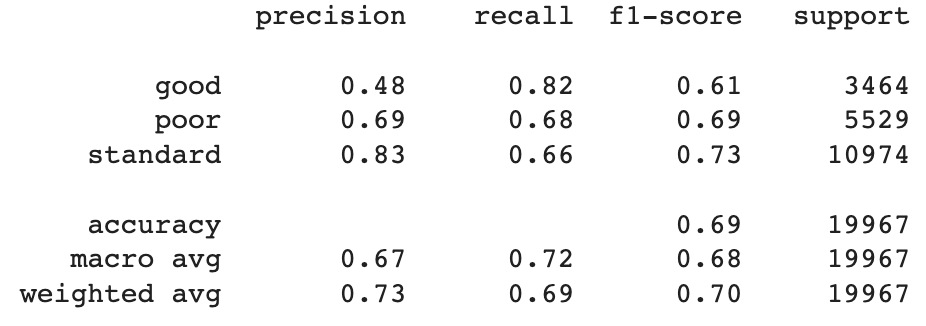 precision recall f1-score support
good 0.48 0.82 0.61 3464
poor 0.69 0.68 0.69 5529
standard 0.83 0.66 0.73 10974
accuracy 0.69 19967
macro avg 0.67 0.72 0.68 19967
weighted avg 0.73 0.69 0.70 19967